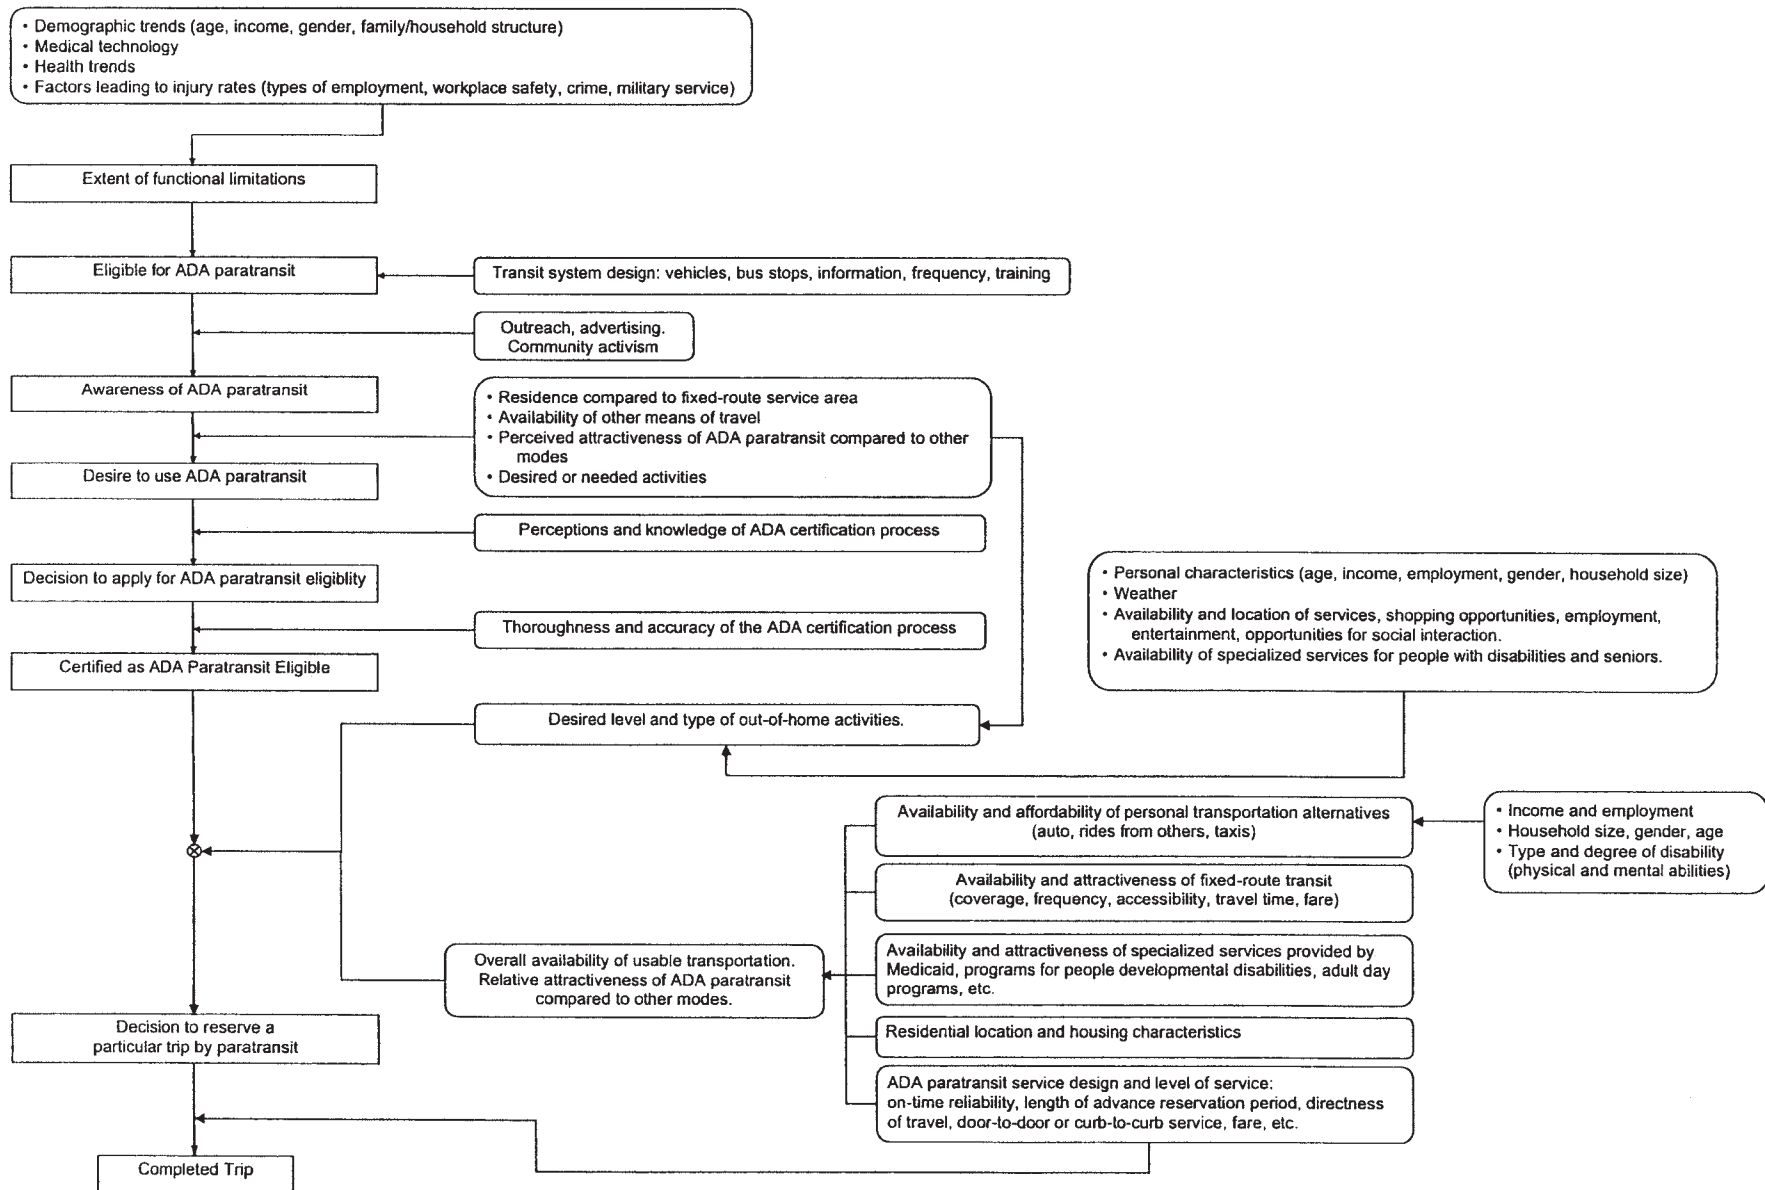 • Demographic trends (age, income, gender, family/household structure)
• Medical technology
• Health trends
• Factors leading to injury rates (types of employment, workplace safety, crime, military service)
Extent of functional limitations
Eligible for ADA paratransit
Transit system design: vehicles, bus stops, information, frequency, training
Outreach, advertising.
Community activism
Awareness of ADA paratransit
• Residence compared to fixed-route service area
• Availability of other means of travel
• Perceived attractiveness of ADA paratransit compared to other
modes
• Desired or needed activities
Desire to use ADA paratransit
Perceptions and knowledge of ADA certification process
Decision to apply for ADA paratransit eligiblity
Thoroughness and accuracy of the ADA certification process
Certified as ADA Paratransit Eligible
• Personal characteristics (age, income, employment, gender, household size)
• Weather
• Availability and location of services, shopping opportunities, employment,
entertainment, opportunities for social interaction.
• Availability of specialized services for people with disabilities and seniors.
Desired level and type of out-of-home activities.
Availability and affordability of personal transportation alternatives
(auto, rides from others, taxis)
• Income and employment
• Household size, gender, age
• Type and degree of disability
(physical and mental abilities)
Availability and attractiveness of fixed-route transit
(coverage, frequency, accessibility, travel time, fare)
Overall availability of usable transportation.
Relative attractiveness of ADA paratransit
compared to other modes.
Availability and attractiveness of specialized services provided by
Medicaid, programs for people developmental disabilities, adult day
programs, etc.
Residential location and housing characteristics
Decision to reserve a
particular trip by paratransit
ADA paratransit service design and level of service:
on-time reliability, length of advance reservation period, directness
of travel, door-to-door or curb-to-curb service, fare, etc.
Completed Trip